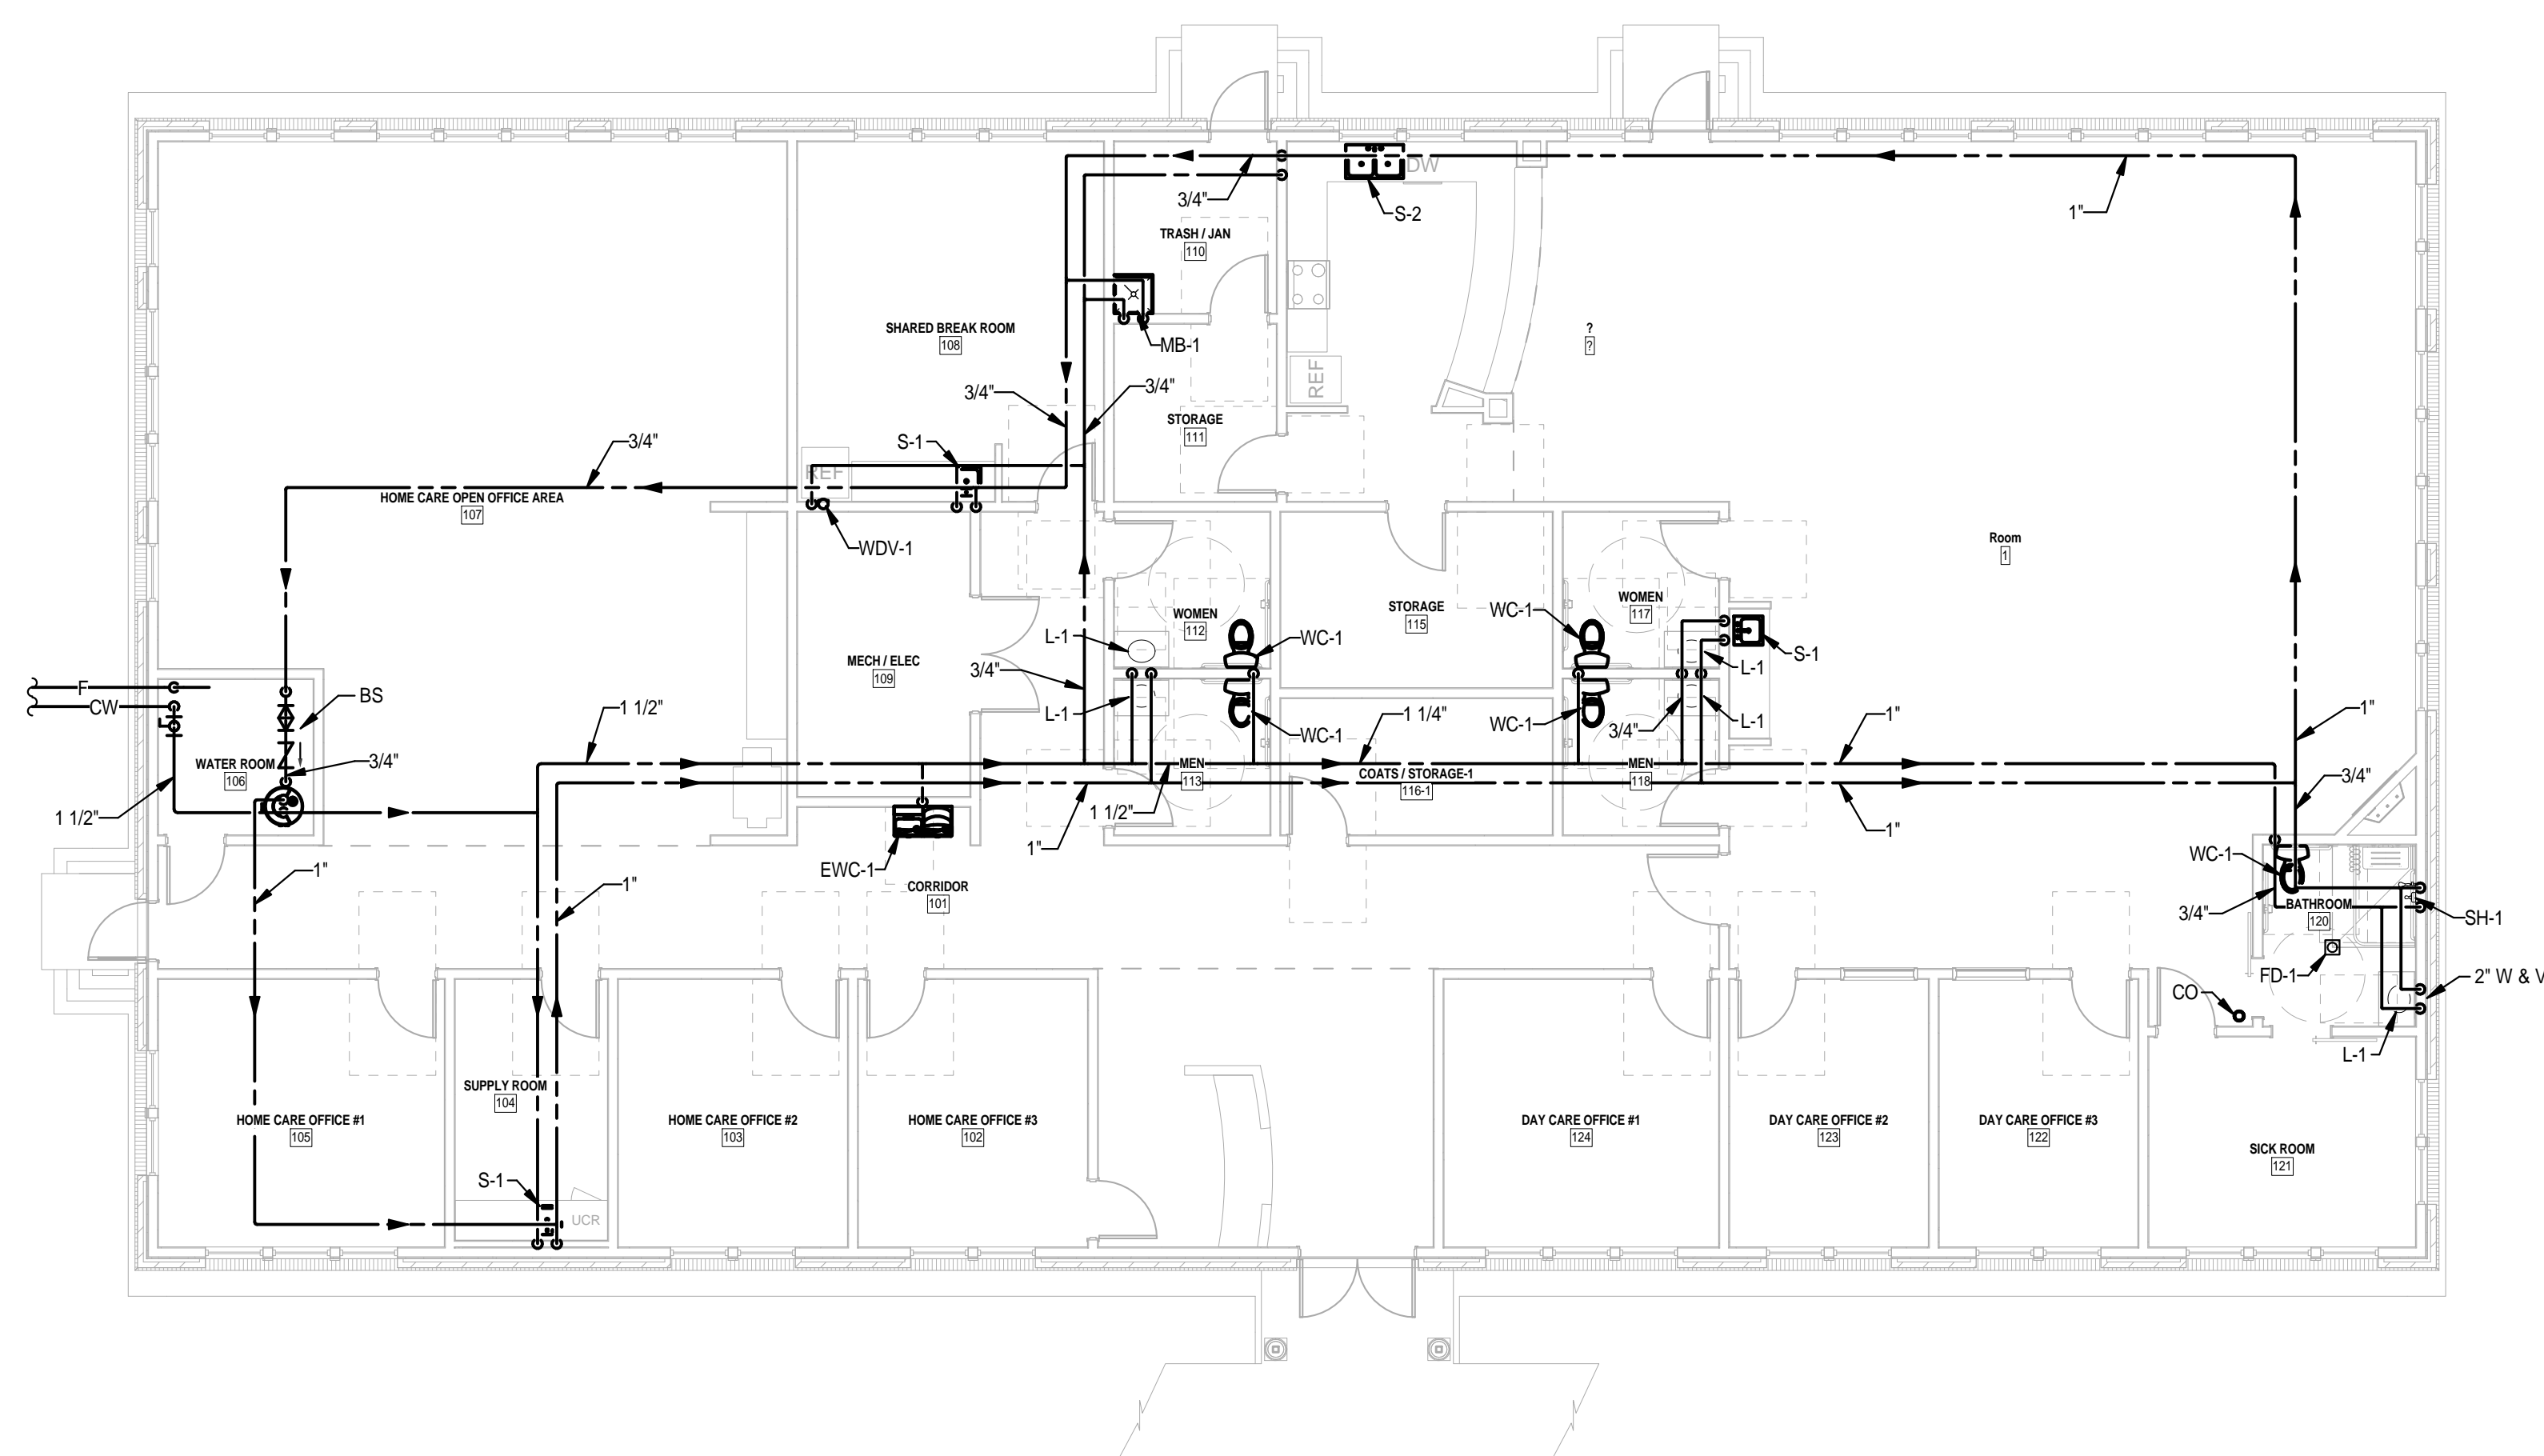 DW
3/4"
S-2
1"
TRASH / JAN
110
MB-1
SHARED BREAK ROOM
108
?
?
REF
3/4"
3/4"
STORAGE
111
S-1
3/4"
REF
HOME CARE OPEN OFFICE AREA
107
WDV-1
Room
1
WOMEN
112
L-1
WC-1
STORAGE
115
WC-1
WOMEN
117
L-1
S-1
MECH / ELEC
109
3/4"
F
CW
BS
L-1
WC-1
1 1/2"
1 1/4"
WC-1
3/4"
L-1
1"
1"
WATER ROOM
106
3/4"
MEN
113
COATS / STORAGE-1
116-1
MEN
118
3/4"
1 1/2"
1 1/2"
1"
1"
EWC-1
WC-1
1"
1"
CORRIDOR
101
3/4"
BATHROOM
120
SH-1
FD-1
2" W & V
CO
L-1
SUPPLY ROOM
104
HOME CARE OFFICE #1
105
HOME CARE OFFICE #2
103
HOME CARE OFFICE #3
102
DAY CARE OFFICE #1
124
DAY CARE OFFICE #2
123
DAY CARE OFFICE #3
122
SICK ROOM
121
S-1
UCR